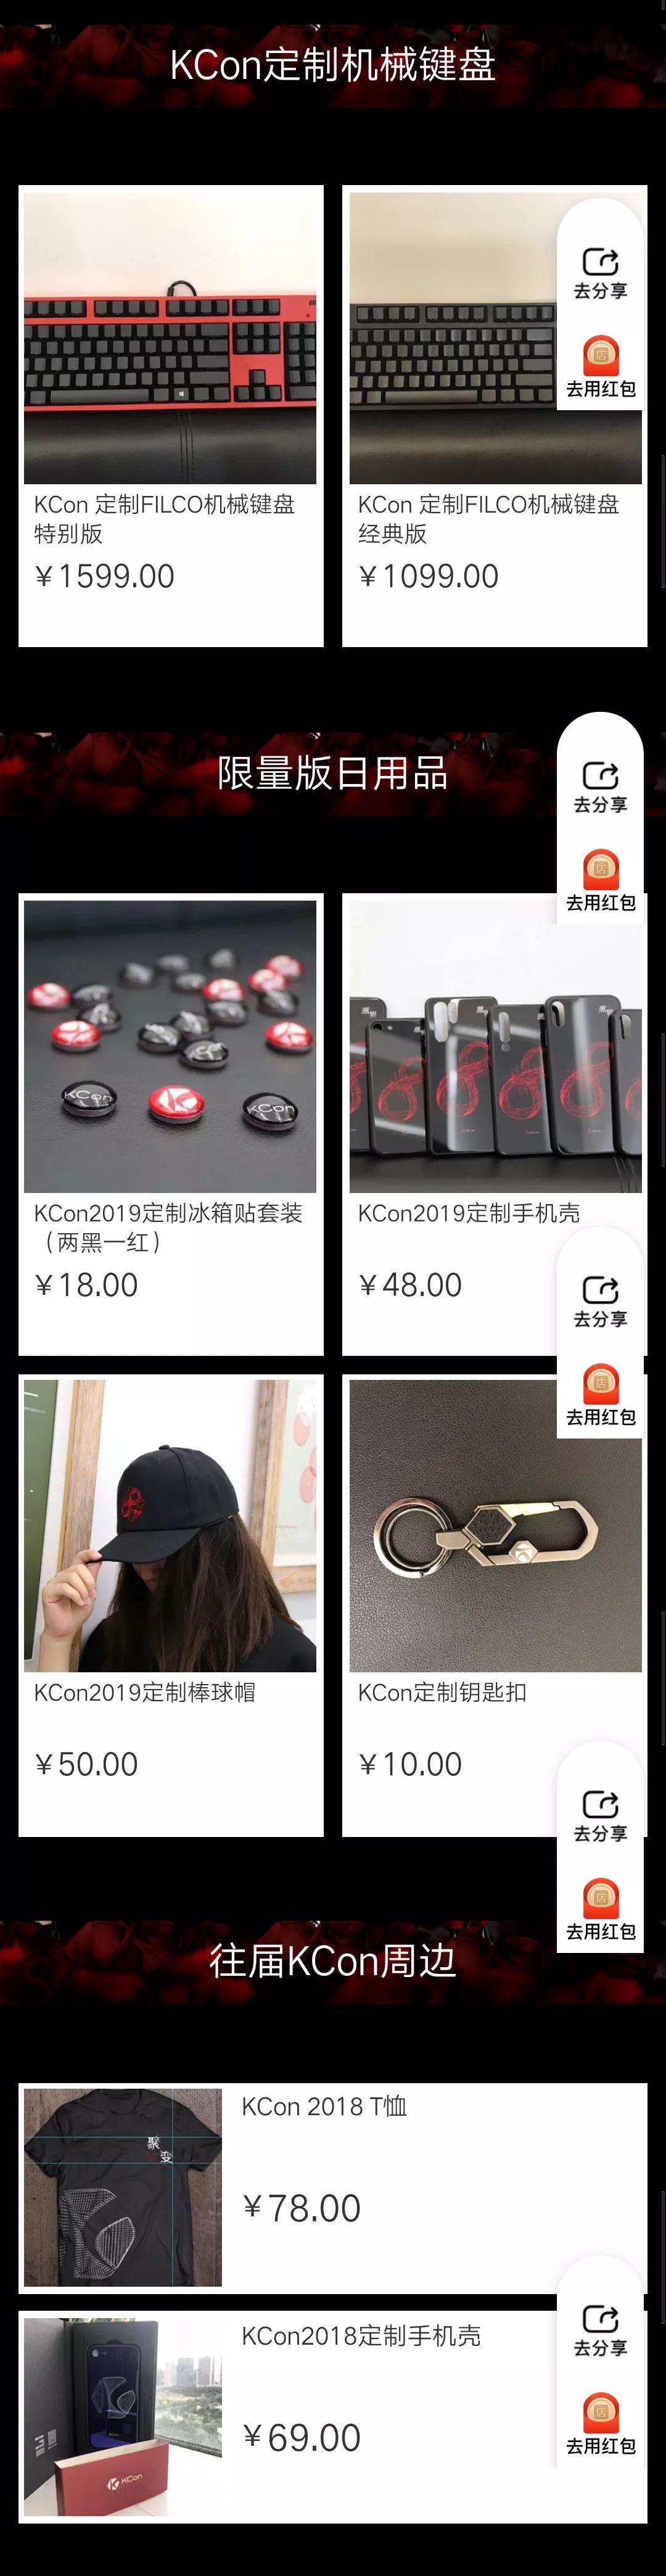 KCon定制机械键盘
去分享
去用红包
KCon 定制FILCO机械键盘
特别版
￥1599.00
KCon 定制FILCO机械键盘
经典版
￥1099.00
限量版日用品
去分享
去用红包
KCon
KCon
KCon2019定制冰箱贴套装
（两黑一红）
￥18.00
KCon2019定制手机壳
￥48.00
去分享
去用红包
KCon2019定制棒球帽
￥50.00
KCon定制钥匙扣
￥10.00
去分享
去用红包
往届KCon周边
聚
变
KCon 2018 T恤
￥78.00
KCon
KCon2018定制手机壳
￥69.00
去分享
去用红包